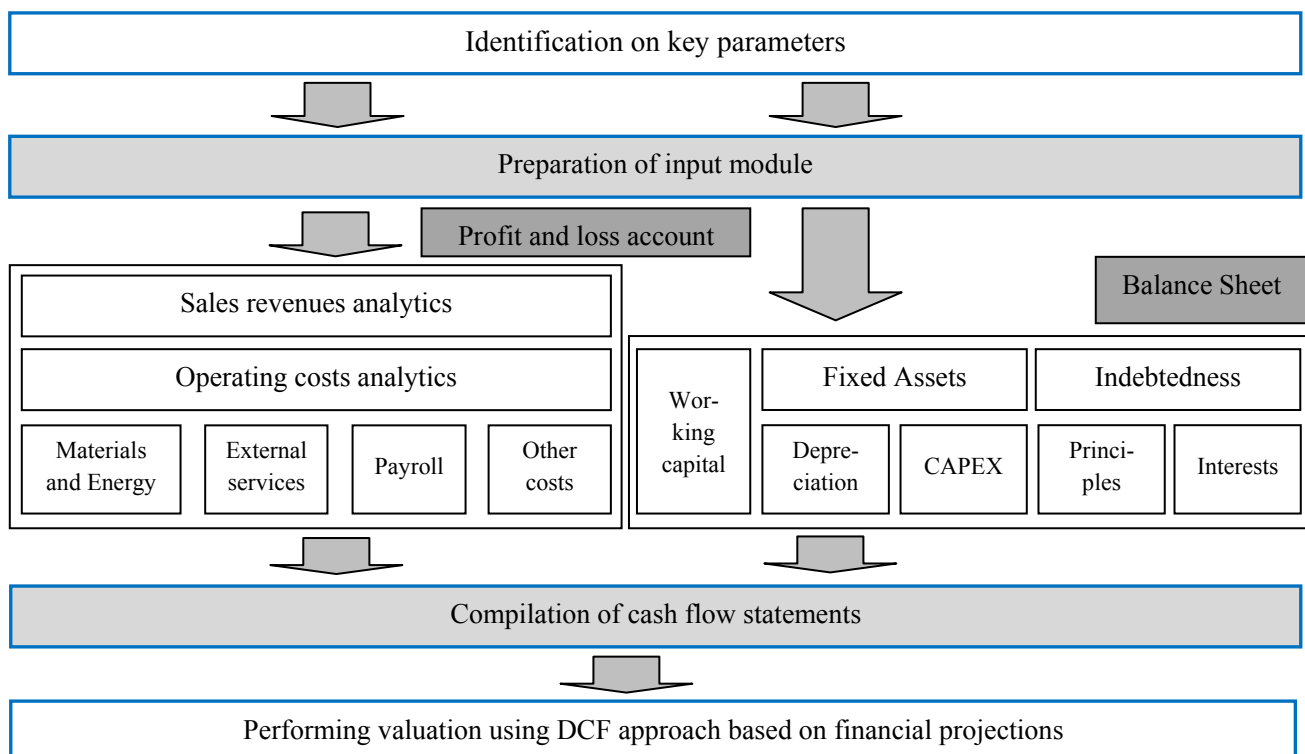 Identification on key parameters
Preparation of input module
Profit and loss account
Balance Sheet
Sales revenues analytics
Operating costs analytics
Materials
and Energy
External
services
Payroll
Other
costs
Wor-
king
capital
Fixed Assets
Indebtedness
Depre-
ciation
CAPEX
Princi-
ples
Interests
Compilation of cash flow statements
Performing valuation using DCF approach based on financial projections